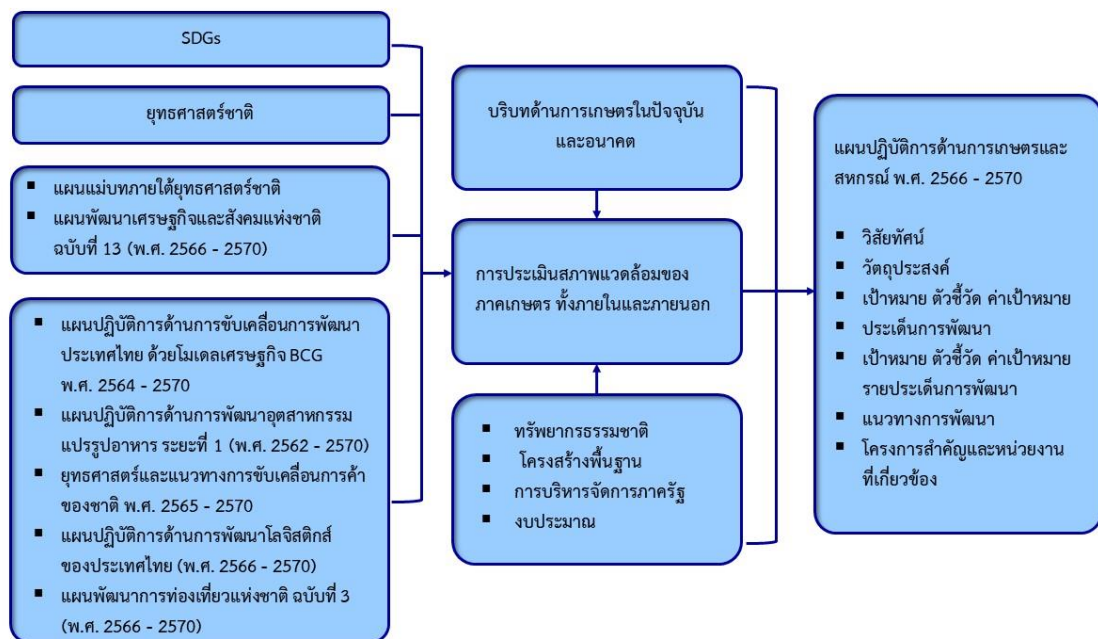 SDGs
ยุทธศาสตร์ชาติ
▪ แผนแม่บทภายใต้ยุทธศาสตร์ชาติ
▪ แผนพัฒนาเศรษฐกิจและสังคมแห่งชาติ
ฉบับที่ 13 (พ.ศ. 2566 - 2570)
▪ แผนปฏิบัติการด้านการขับเคลื่อนการพัฒนา
ประเทศไทย ด้วยโมเดลเศรษฐกิจ BCG
พ.ศ. 2564 - 2570
▪ แผนปฏิบัติการด้านการพัฒนาอุตสาหกรรม
แปรรูปอาหาร ระยะที่ 1 (พ.ศ. 2562 - 2570)
▪ ยุทธศาสตร์และแนวทางการขับเคลื่อนการค้า
ของชาติ พ.ศ. 2565 - 2570
▪ แผนปฏิบัติการด้านการพัฒนาโลจิสติกส์
ของประเทศไทย (พ.ศ. 2566 - 2570)
▪ แผนพัฒนาการท่องเที่ยวแห่งชาติ ฉบับที่ 3
(พ.ศ. 2566 - 2570)
บริบทด้านการเกษตรในปัจจุบัน
และอนาคต
การประเมินสภาพแวดล้อมของ
ภาคเกษตร ทั้งภายในและภายนอก
▪ ทรัพยากรธรรมชาติ
▪ โครงสร้างพื้นฐาน
▪ การบริหารจัดการภาครัฐ
▪ งบประมาณ
แผนปฏิบัติการด้านการเกษตรและ
สหกรณ์ พ.ศ. 2566 - 2570
▪ วิสัยทัศน์
▪ วัตถุประสงค์
▪ เป้าหมาย ตัวชี้วัด ค่าเป้าหมาย
▪ ประเด็นการพัฒนา
▪ เป้าหมาย ตัวชี้วัด ค่าเป้าหมาย
รายประเด็นการพัฒนา
▪ แนวทางการพัฒนา
▪ โครงการสำคัญและหน่วยงาน
ที่เกี่ยวข้อง